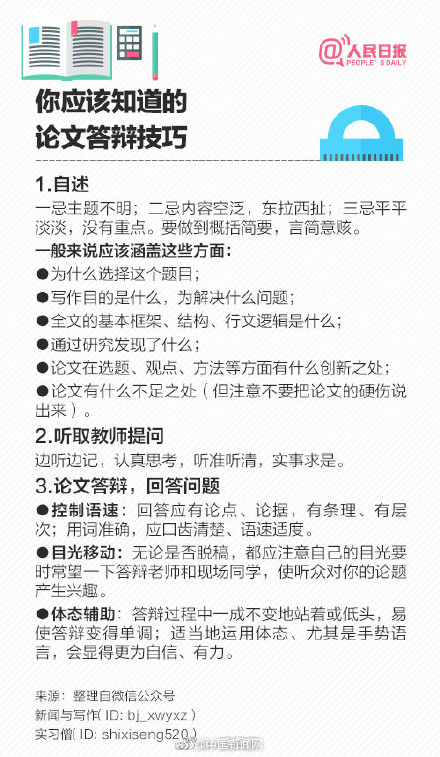 @人民日报
PEOPLE'S DAILY
你应该知道的
论文答辩技巧
1.自述
一忌主题不明；二忌内容空泛，东拉西扯；三忌平平
淡淡，没有重点。要做到概括简要，言简意赅。
一般来说应该涵盖这些方面：
●为什么选择这个题目；
●写作目的是什么，为解决什么问题；
●全文的基本框架、结构、行文逻辑是什么；
●通过研究发现了什么；
●论文在选题、观点、方法等方面有什么创新之处；
●论文有什么不足之处（但注意不要把论文的硬伤说
出来）。
2.听取教师提问
边听边记，认真思考，听准听清，实事求是。
3.论文答辩，回答问题
●控制语速：回答应有论点、论据，有条理、有层
次；用词准确，应口齿清楚、语速适度。
●目光移动：无论是否脱稿，都应注意自己的目光要
时常望一下答辩老师和现场同学，使听众对你的论题
产生兴趣。
●体态辅助：答辩过程中一成不变地站着或低头，易
使答辩变得单调；适当地运用体态、尤其是手势语
言，会显得更为自信、有力。
来源：整理自微信公众号
新闻与写作（ID: bj_xwyxz）
实习僧（ID: shixiseng520）
@中国新闻网